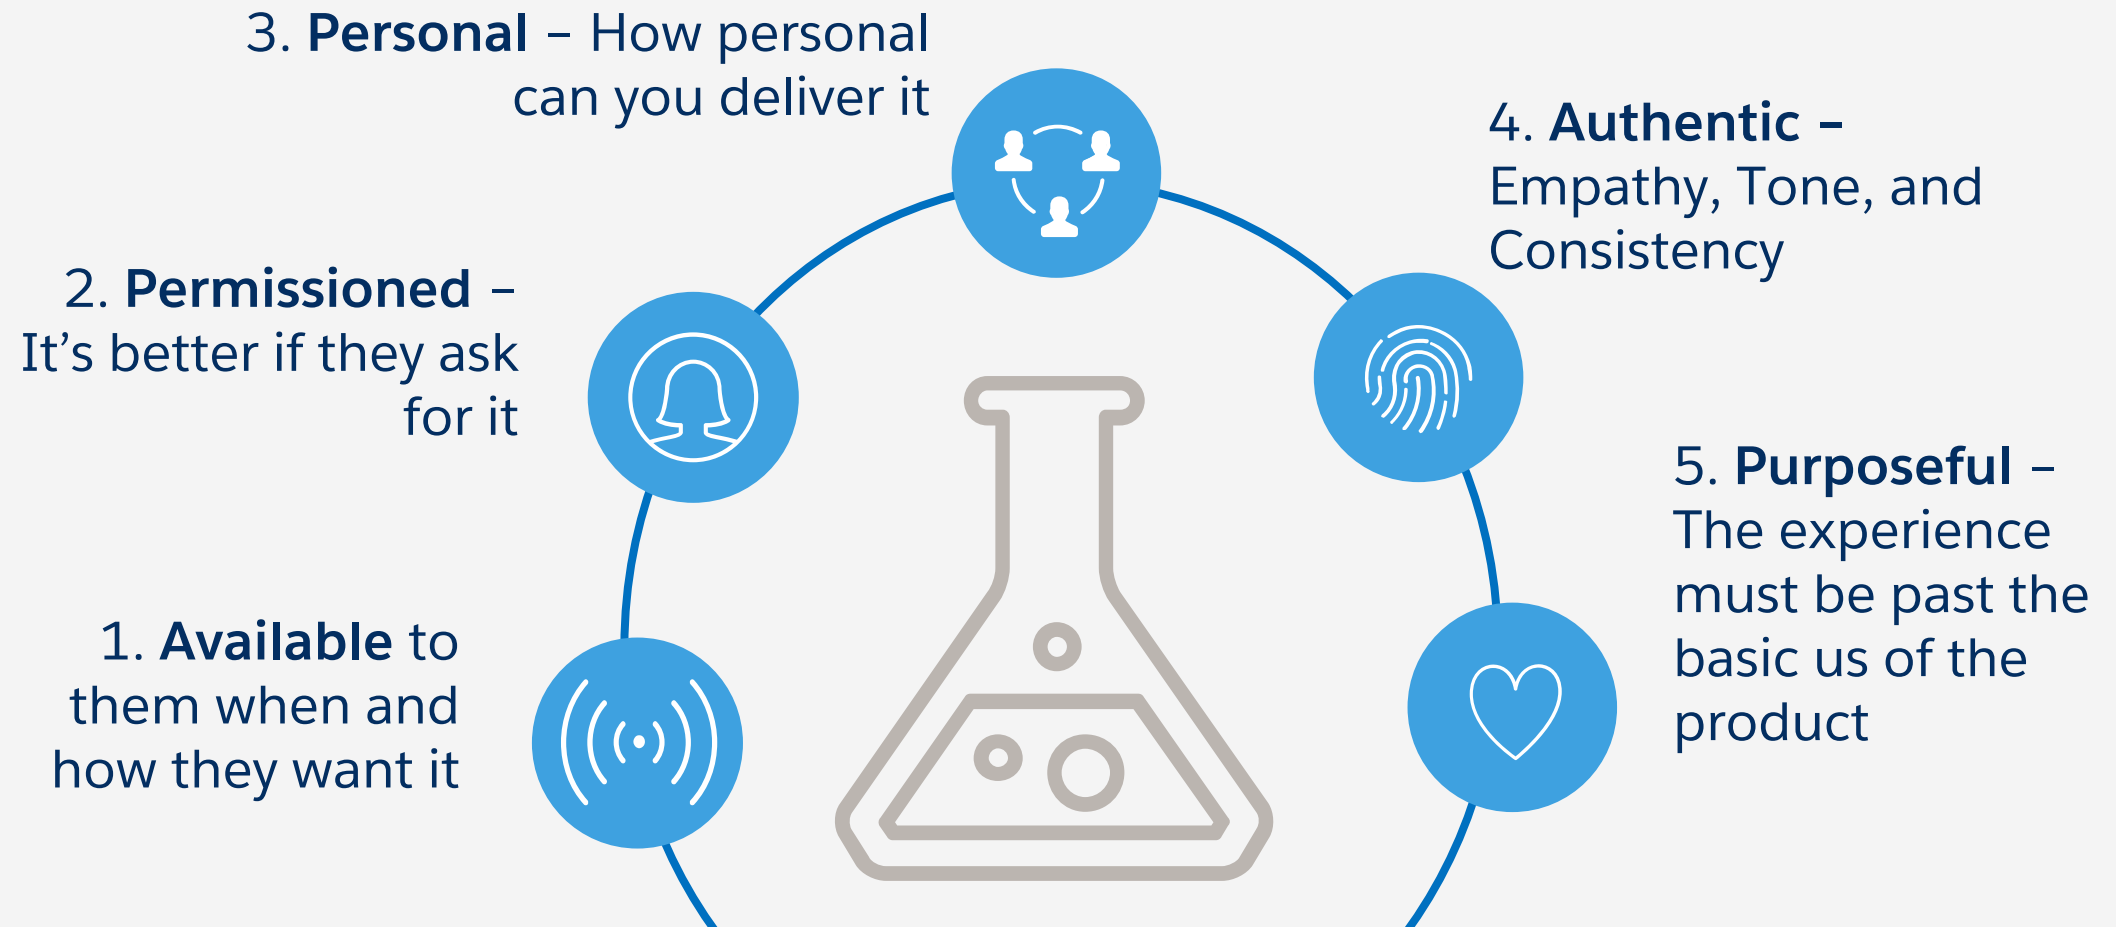 3. Personal – How personal
can you deliver it
4. Authentic –
Empathy, Tone, and
Consistency
2. Permissioned –
It’s better if they ask
for it
5. Purposeful –
The experience
must be past the
basic us of the
product
1. Available to
them when and
how they want it